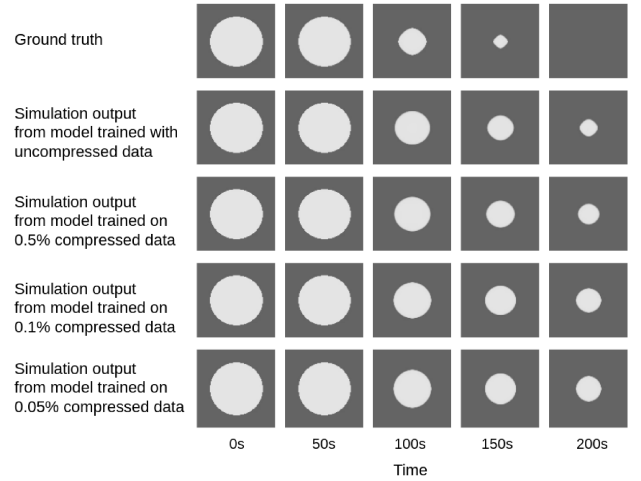 Ground truth
Simulation output
from model trained with
uncompressed data
Simulation output
from model trained on
0.5% compressed data
Simulation output
from model trained on
0.1% compressed data
Simulation output
from model trained on
0.05% compressed data
0s 50s 100s 150s 200s
Time